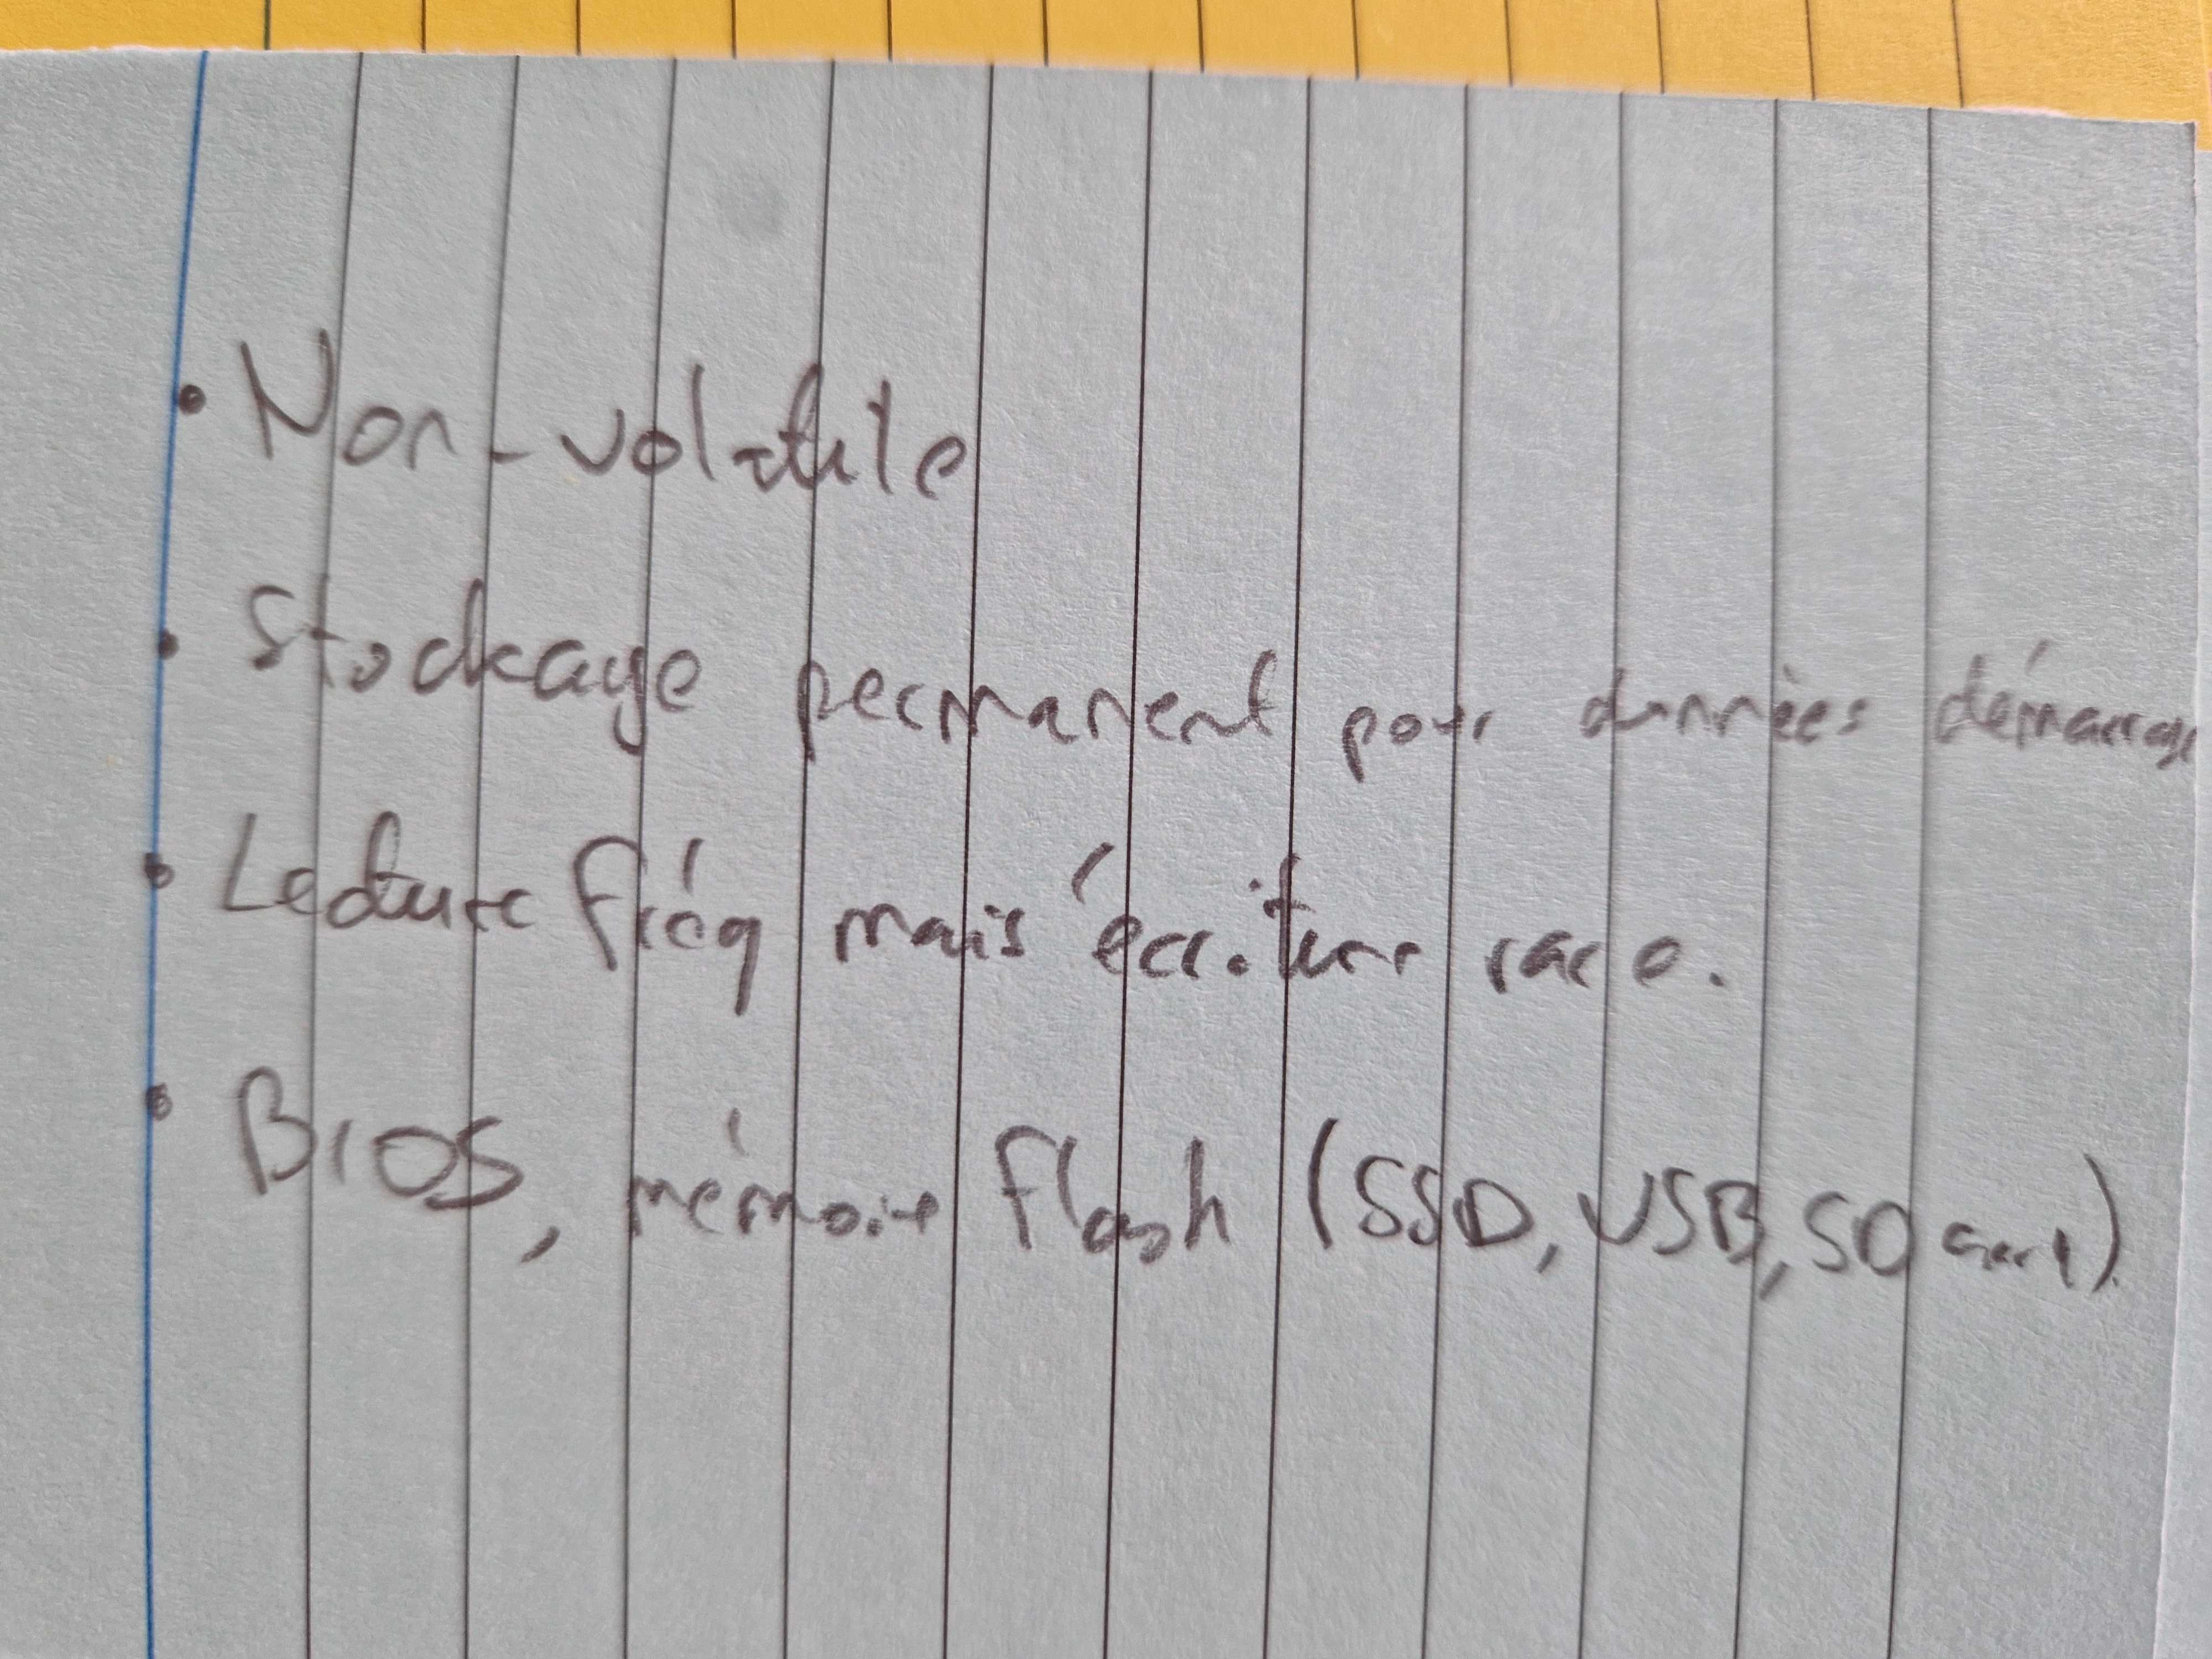 • Non-volatile
• Stockage permanent pour données démarrage
• Lecture fréq mais écriture rare.
• BIOS, mémoire flash (SSD, USB, SD card)